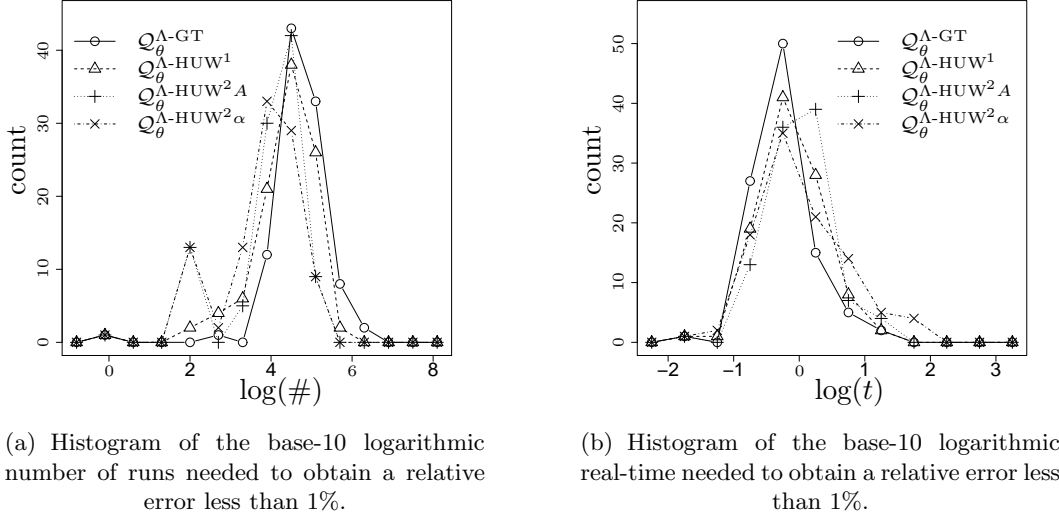 Q_θ^Λ-GT
Q_θ^Λ-HUW^1
Q_θ^Λ-HUW^2 A
Q_θ^Λ-HUW^2 α
count
0 10 20 30 40
0 2 4 6 8
log(#)
Q_θ^Λ-GT
Q_θ^Λ-HUW^1
Q_θ^Λ-HUW^2 A
Q_θ^Λ-HUW^2 α
count
0 10 20 30 40 50
−2 −1 0 1 2 3
log(t)
(a) Histogram of the base-10 logarithmic
number of runs needed to obtain a relative
error less than 1%.
(b) Histogram of the base-10 logarithmic
real-time needed to obtain a relative error less
than 1%.